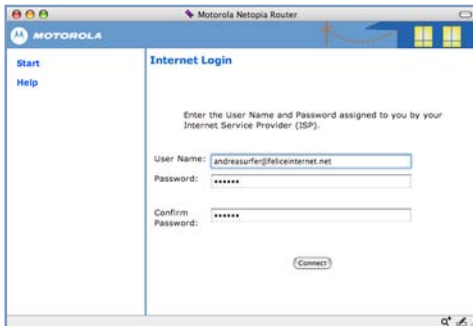 Motorola Netopia Router
MOTOROLA
Start
Help
Internet Login
Enter the User Name and Password assigned to you by your
Internet Service Provider (ISP).
User Name: andreasurfer@feliceinternet.net
Password: ••••••
Confirm
Password: ••••••
Connect